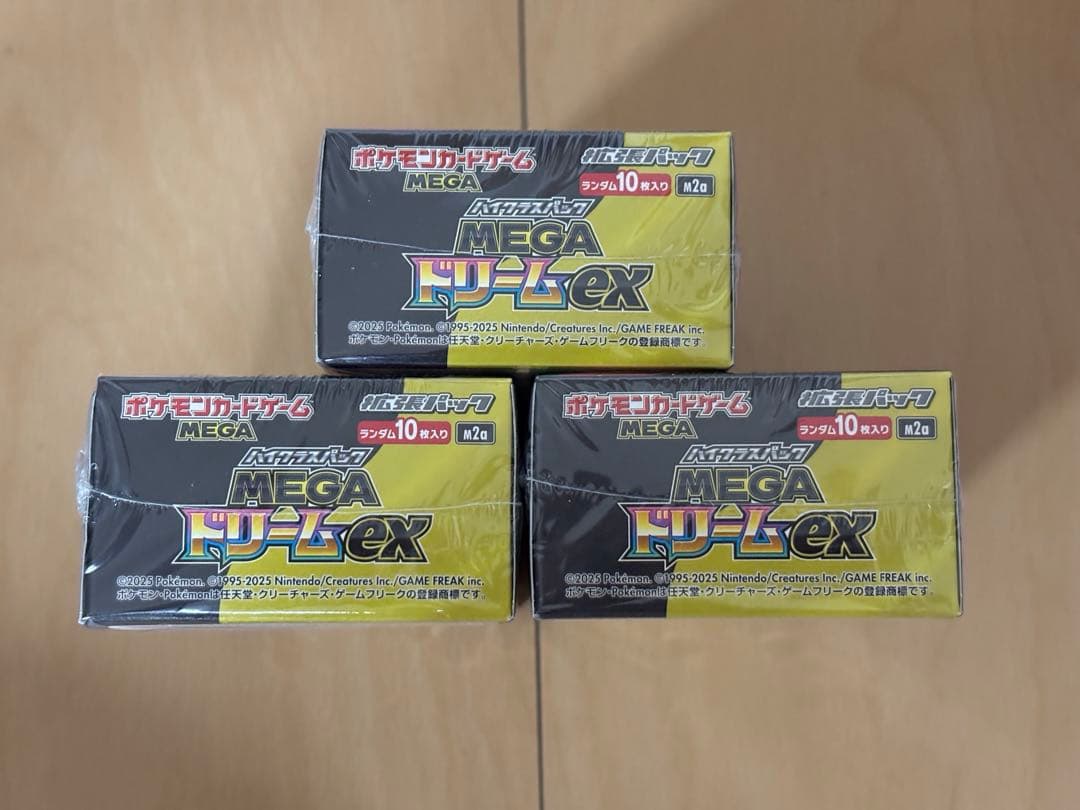 ポケモンカードゲーム 拡張パック
MEGA ランダム10枚入り M2a
ハイクラスパック
MEGA
ドリームex
©2025 Pokémon. ©1995-2025 Nintendo/Creatures Inc./GAME FREAK inc.
ポケモン・Pokémonは任天堂・クリーチャーズ・ゲームフリークの登録商標です。
ポケモンカードゲーム 拡張パック
MEGA ランダム10枚入り M2a
ハイクラスパック
MEGA
ドリームex
©2025 Pokémon. ©1995-2025 Nintendo/Creatures Inc./GAME FREAK inc.
ポケモン・Pokémonは任天堂・クリーチャーズ・ゲームフリークの登録商標です。
ポケモンカードゲーム 拡張パック
MEGA ランダム10枚入り M2a
ハイクラスパック
MEGA
ドリームex
©2025 Pokémon. ©1995-2025 Nintendo/Creatures Inc./GAME FREAK inc.
ポケモン・Pokémonは任天堂・クリーチャーズ・ゲームフリークの登録商標です。